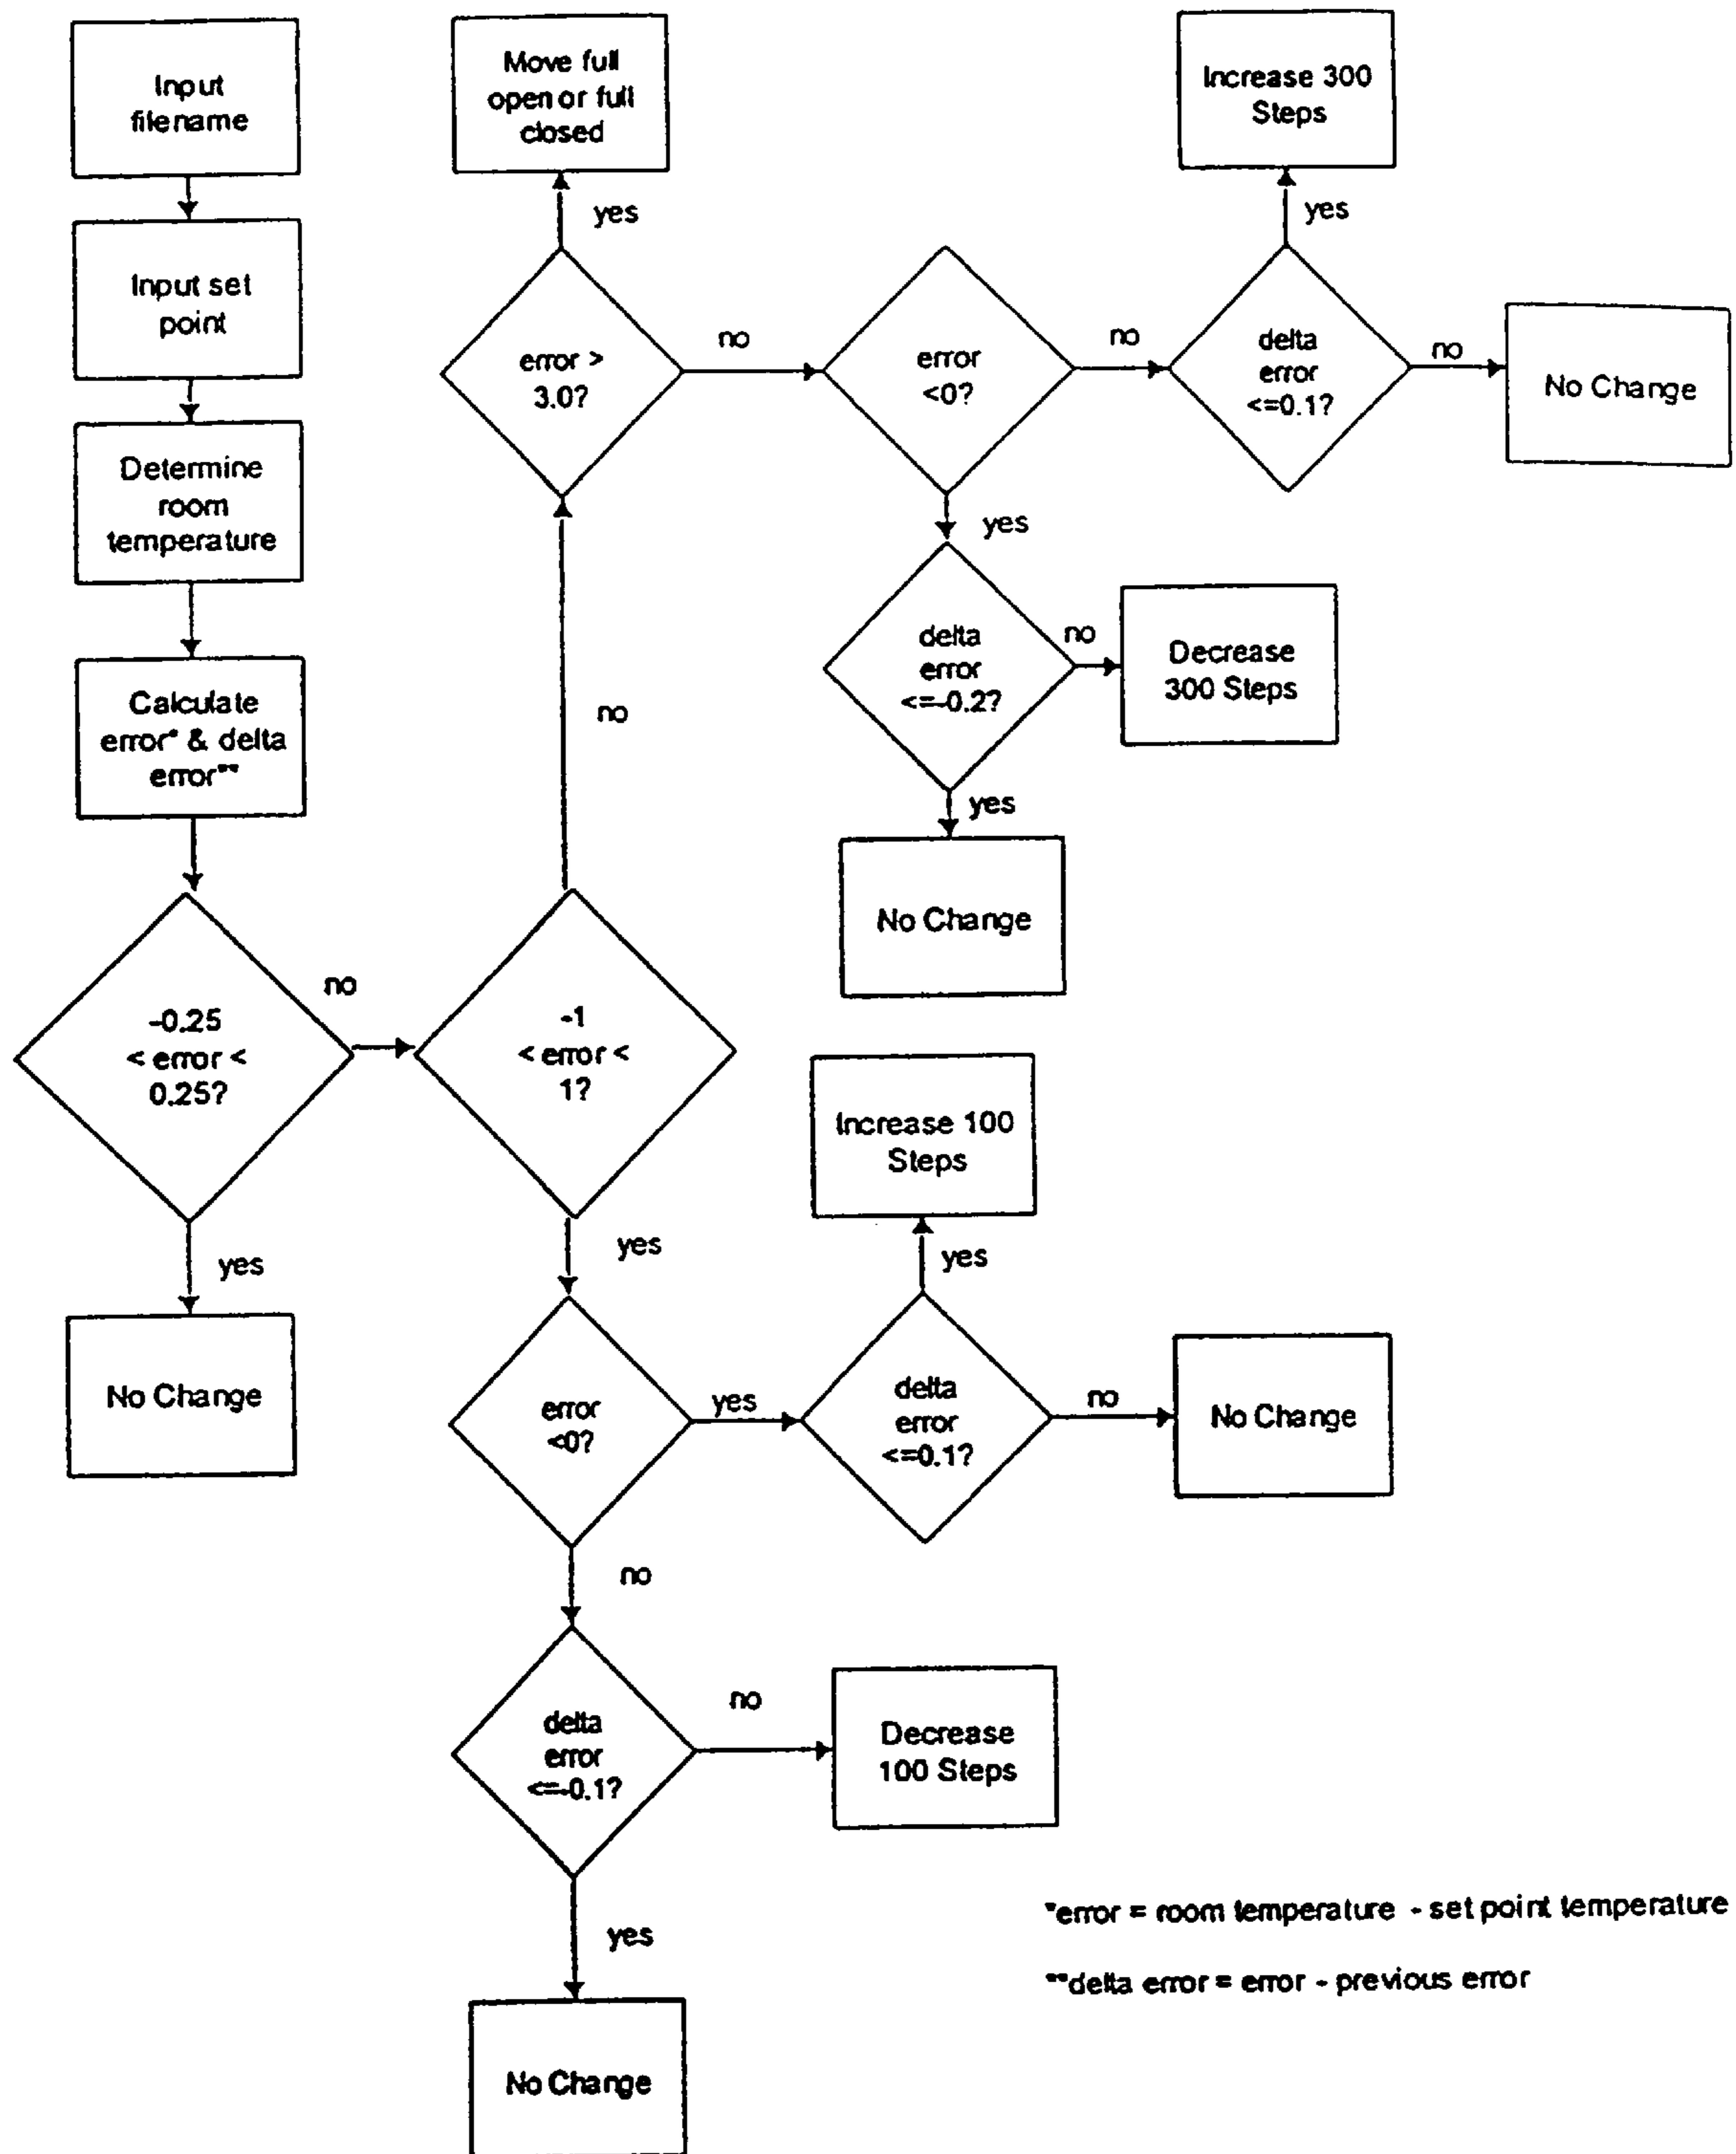 Input
filename
Input set
point
Determine
room
temperature
Calculate
error* & delta
error**
-0.25
< error <
0.25?
yes
No Change
no
-1
< error <
1?
no
error >
3.0?
yes
Move full
open or full
closed
no
error
<0?
no
delta
error
<=0.1?
yes
Increase 300
Steps
no
No Change
yes
delta
error
<=-0.2?
no
Decrease
300 Steps
yes
No Change
yes
error
<0?
yes
delta
error
<=0.1?
yes
Increase 100
Steps
no
No Change
no
delta
error
<=-0.1?
no
Decrease
100 Steps
yes
No Change
*error = room temperature - set point temperature
**delta error = error - previous error